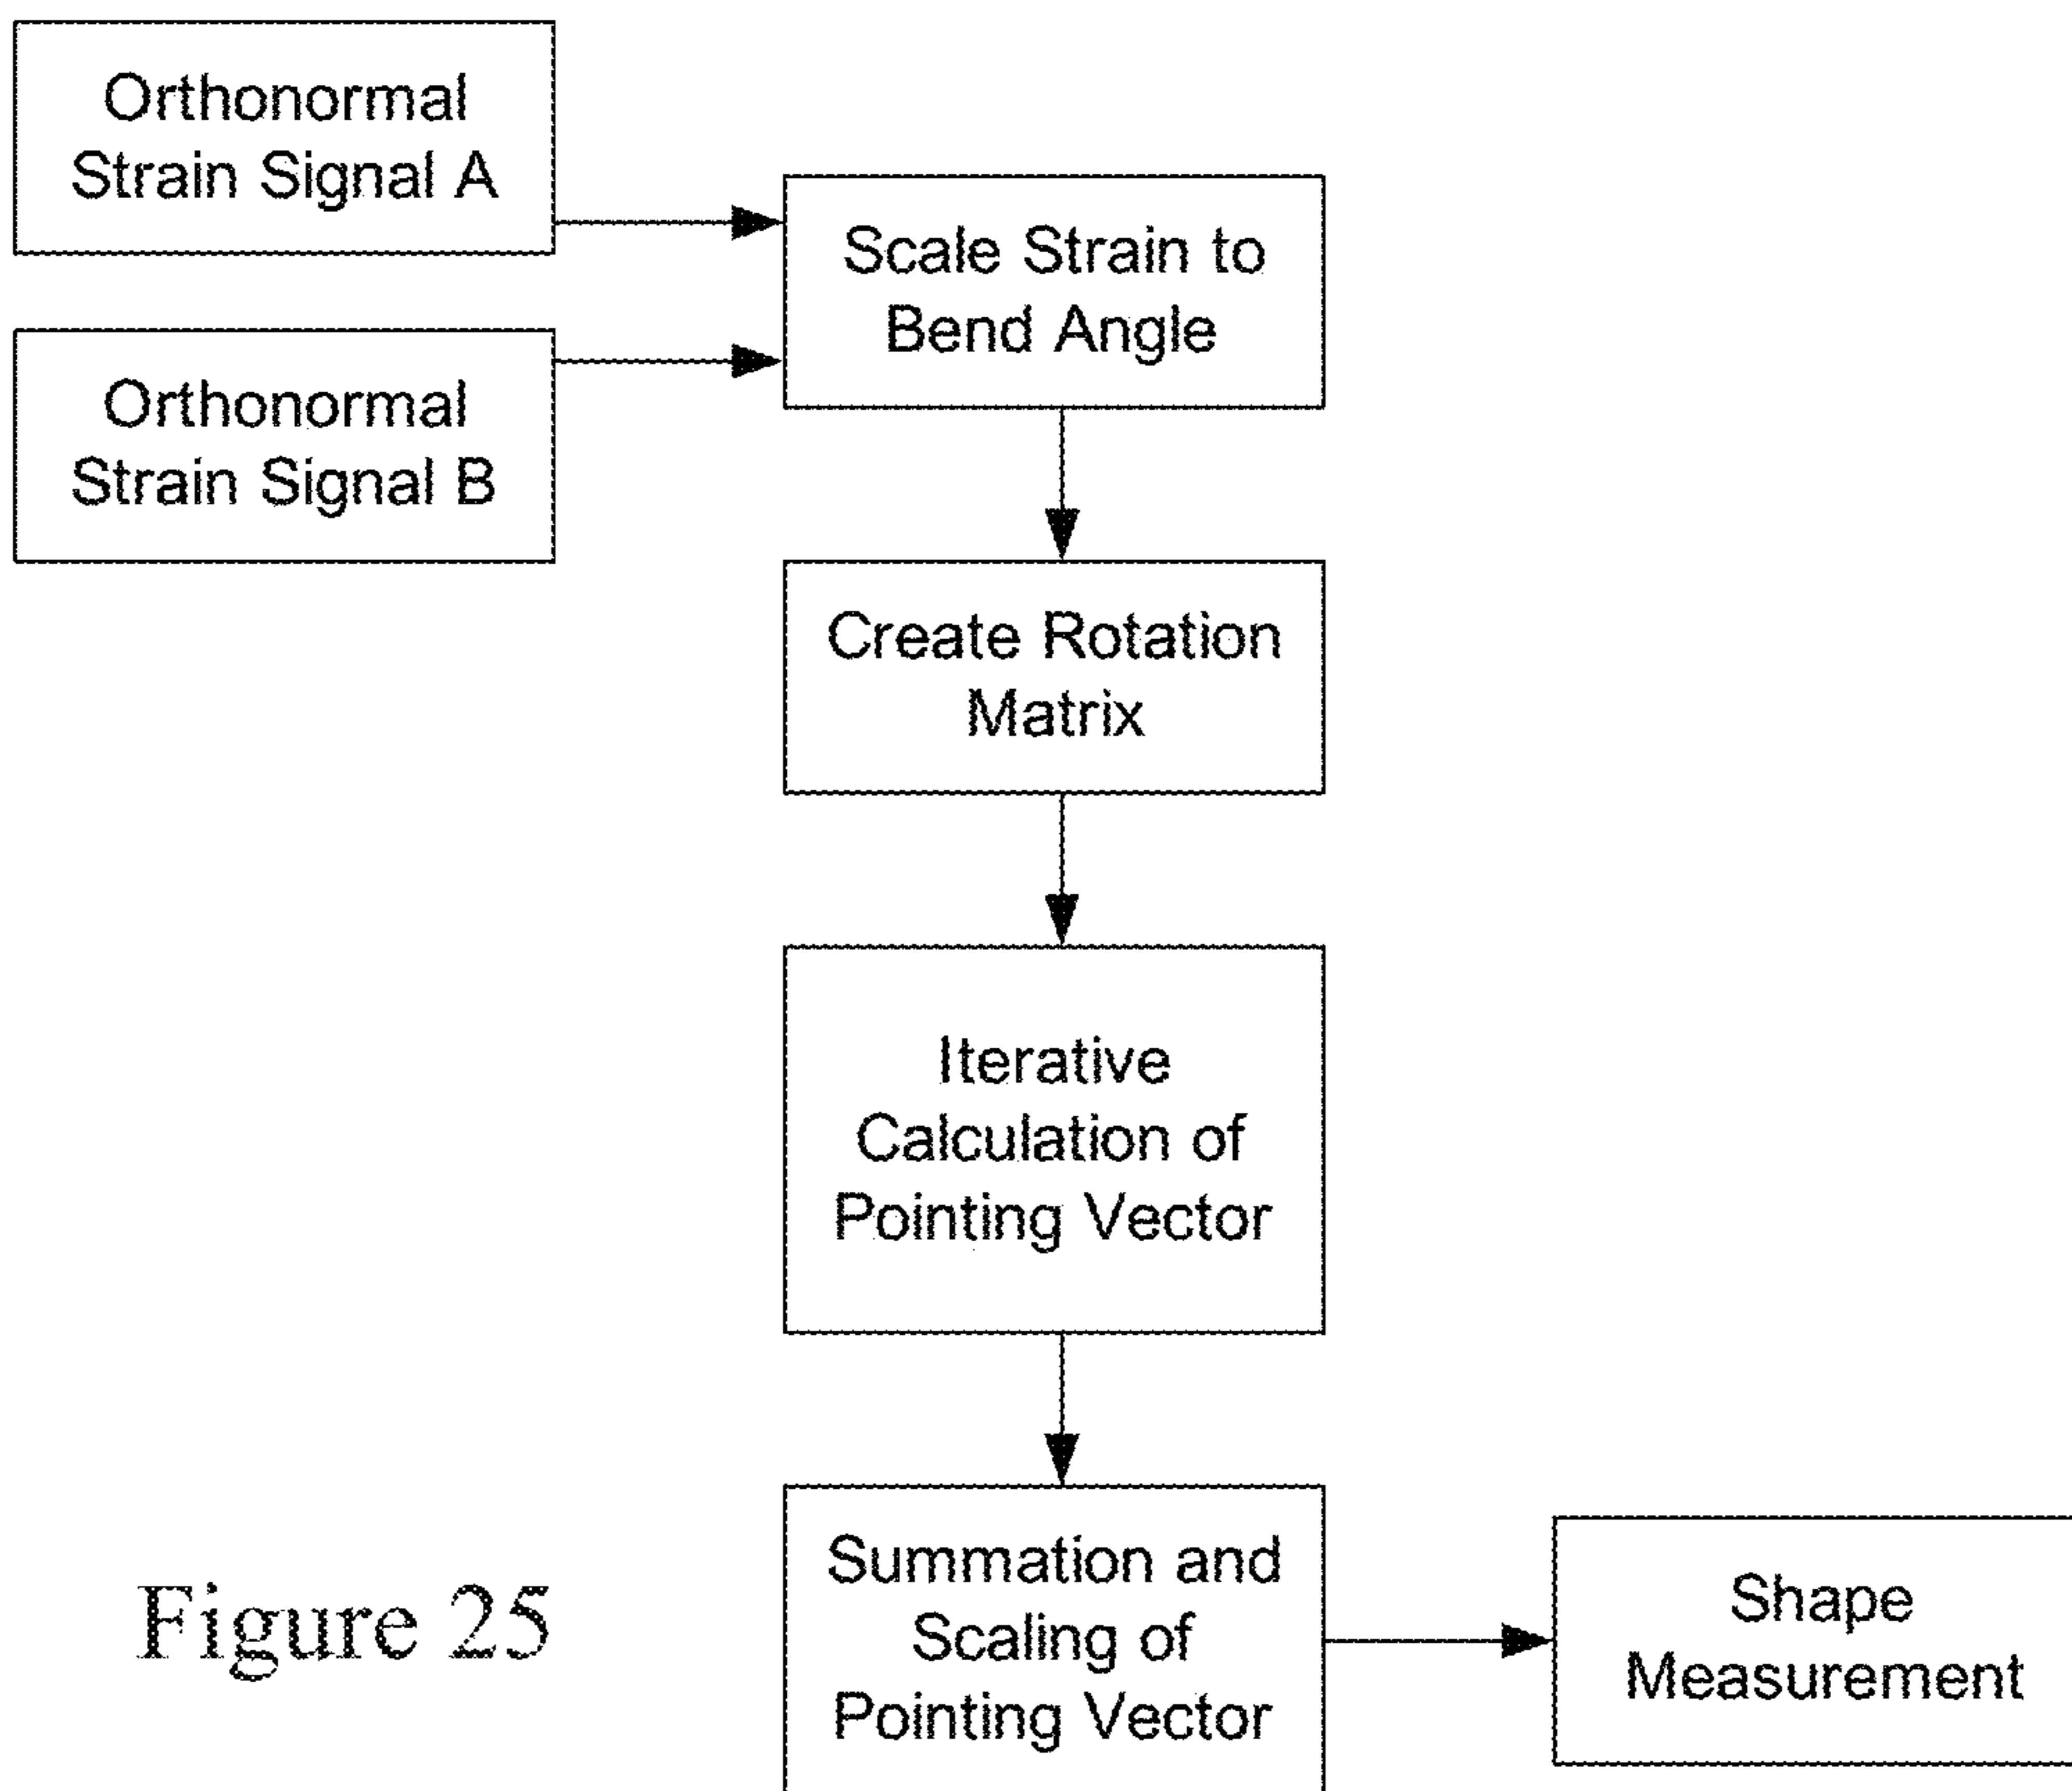 Orthonormal
Strain Signal A
Orthonormal
Strain Signal B
Scale Strain to
Bend Angle
Create Rotation
Matrix
Iterative
Calculation of
Pointing Vector
Summation and
Scaling of
Pointing Vector
Shape
Measurement
Figure 25